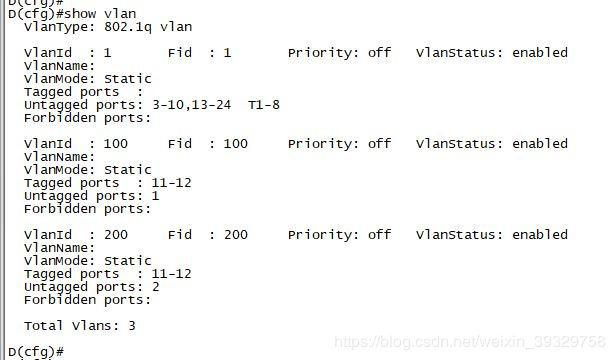 D(cfg)#
D(cfg)#show vlan
VlanType: 802.1q vlan
VlanId : 1 Fid : 1 Priority: off VlanStatus: enabled
VlanName:
VlanMode: Static
Tagged ports :
Untagged ports: 3-10,13-24 T1-8
Forbidden ports:
VlanId : 100 Fid : 100 Priority: off VlanStatus: enabled
VlanName:
VlanMode: Static
Tagged ports : 11-12
Untagged ports: 1
Forbidden ports:
VlanId : 200 Fid : 200 Priority: off VlanStatus: enabled
VlanName:
VlanMode: Static
Tagged ports : 11-12
Untagged ports: 2
Forbidden ports:
Total Vlans: 3
https://blog.csdn.net/weixin_39329758
D(cfg)#